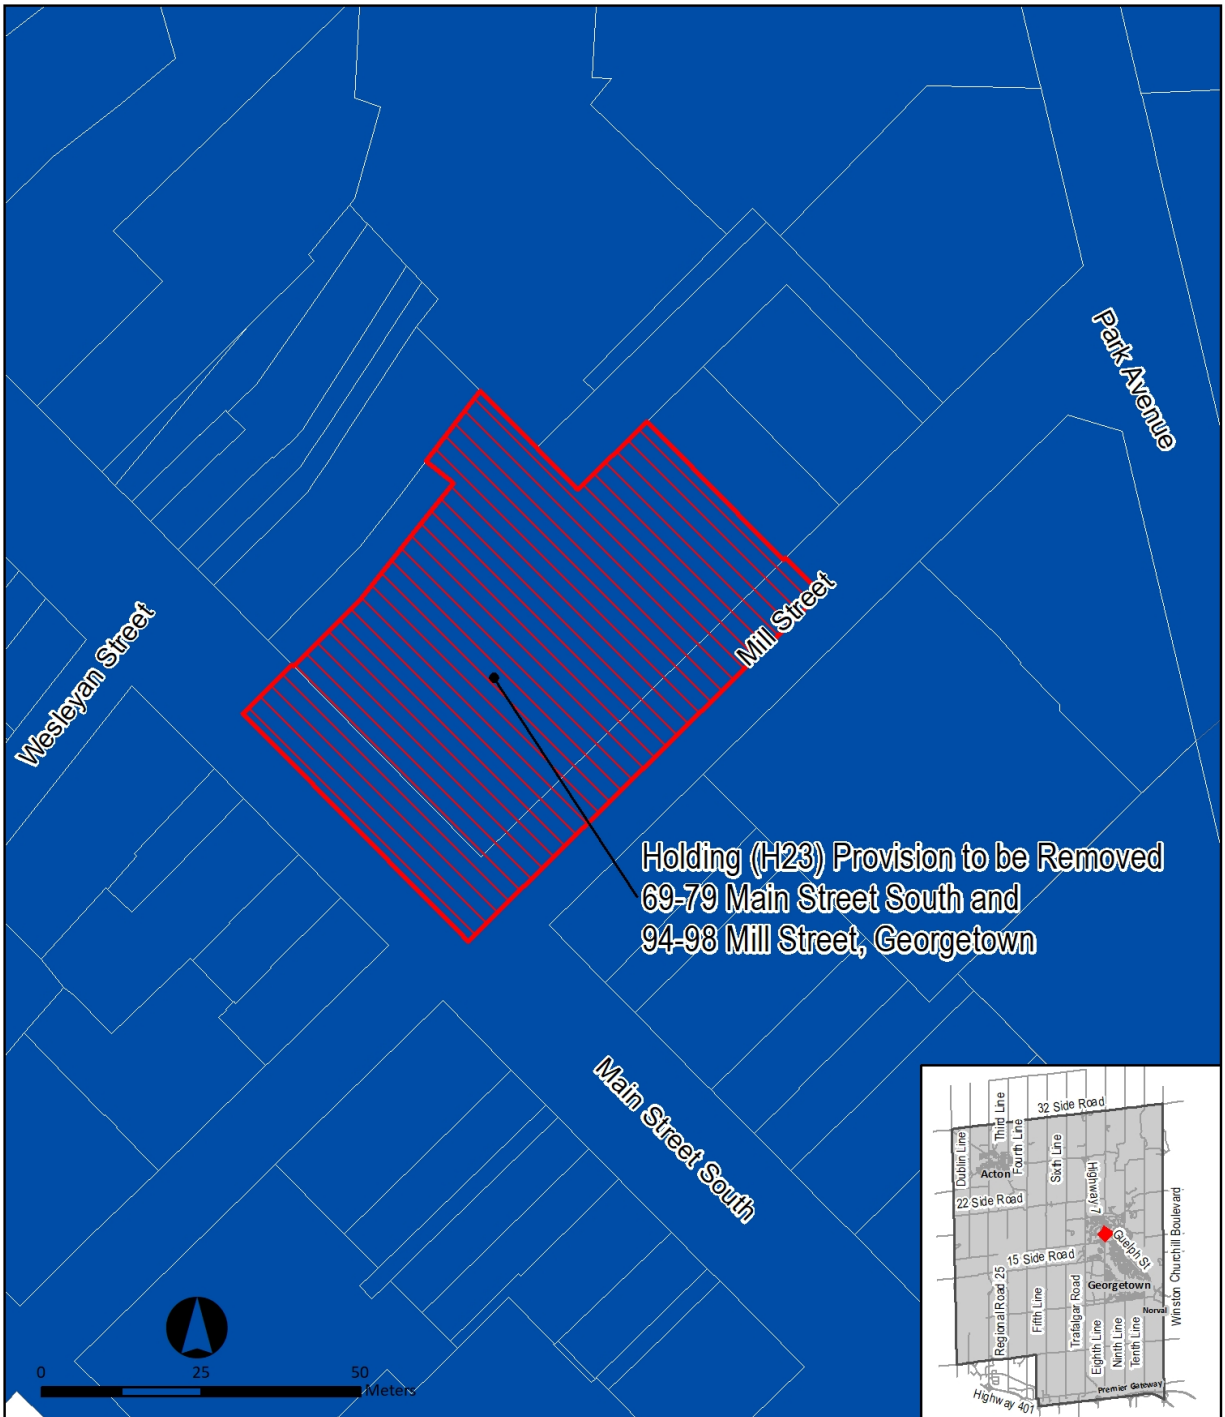 Park Avenue
Mill Street
Wesleyan Street
Holding (H23) Provision to be Removed
69-79 Main Street South and
94-98 Mill Street, Georgetown
Main Street South
0 25 50
Meters
32 Side Road
Dublin Line
Third Line
Fourth Line
Sixth Line
Highway 7
Acton
22 Side Road
Guelph St
15 Side Road
Winston Churchill Boulevard
Georgetown
Norval
Regional Road 25
Fifth Line
Trafalgar Road
Eighth Line
Ninth Line
Tenth Line
Premier Gateway
Highway 401